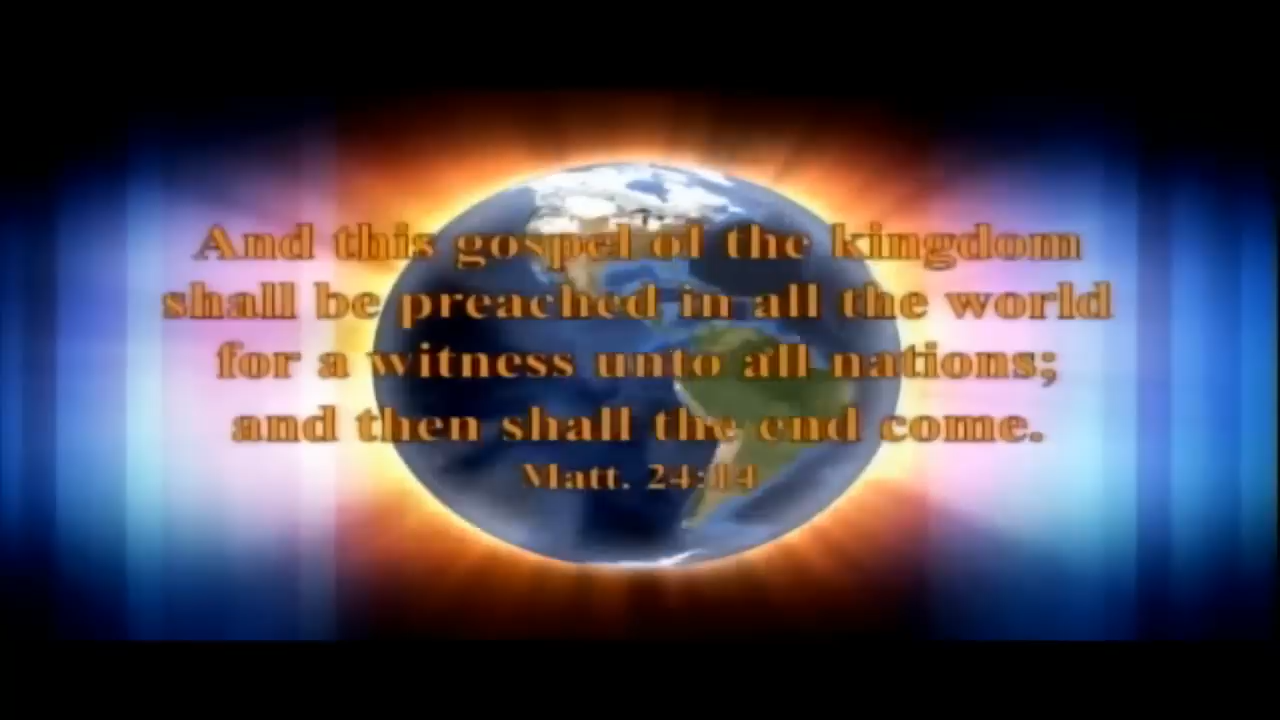 And this gospel of the kingdom
shall be preached in all the world
for a witness unto all nations;
and then shall the end come.
Matt. 24:14